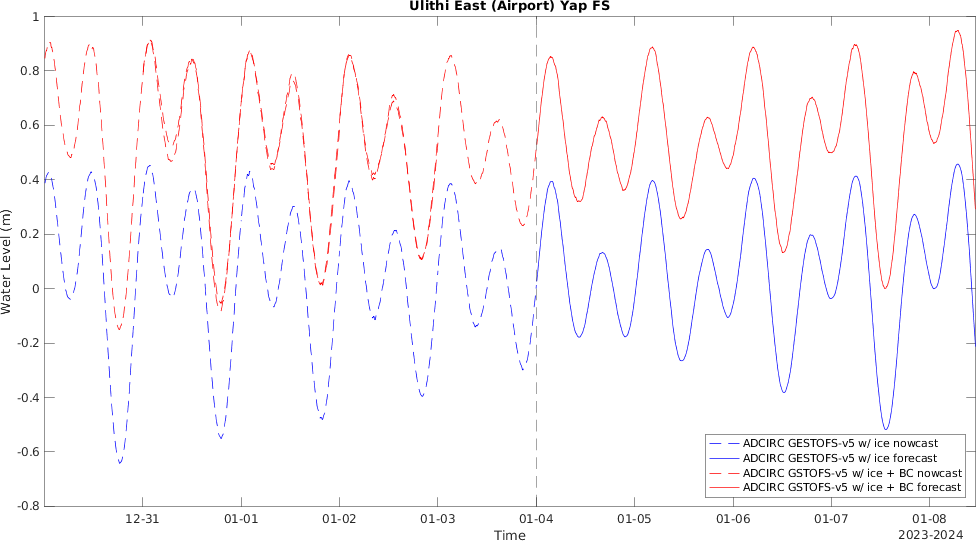 Ulithi East (Airport) Yap FS
1
0.8
0.6
0.4
0.2
0
-0.2
-0.4
-0.6
-0.8
Water Level (m)
ADCIRC GESTOFS-v5 w/ ice nowcast
ADCIRC GESTOFS-v5 w/ ice forecast
ADCIRC GSTOFS-v5 w/ ice + BC nowcast
ADCIRC GSTOFS-v5 w/ ice + BC forecast
12-31 01-01 01-02 01-03 01-04 01-05 01-06 01-07 01-08
Time
2023-2024